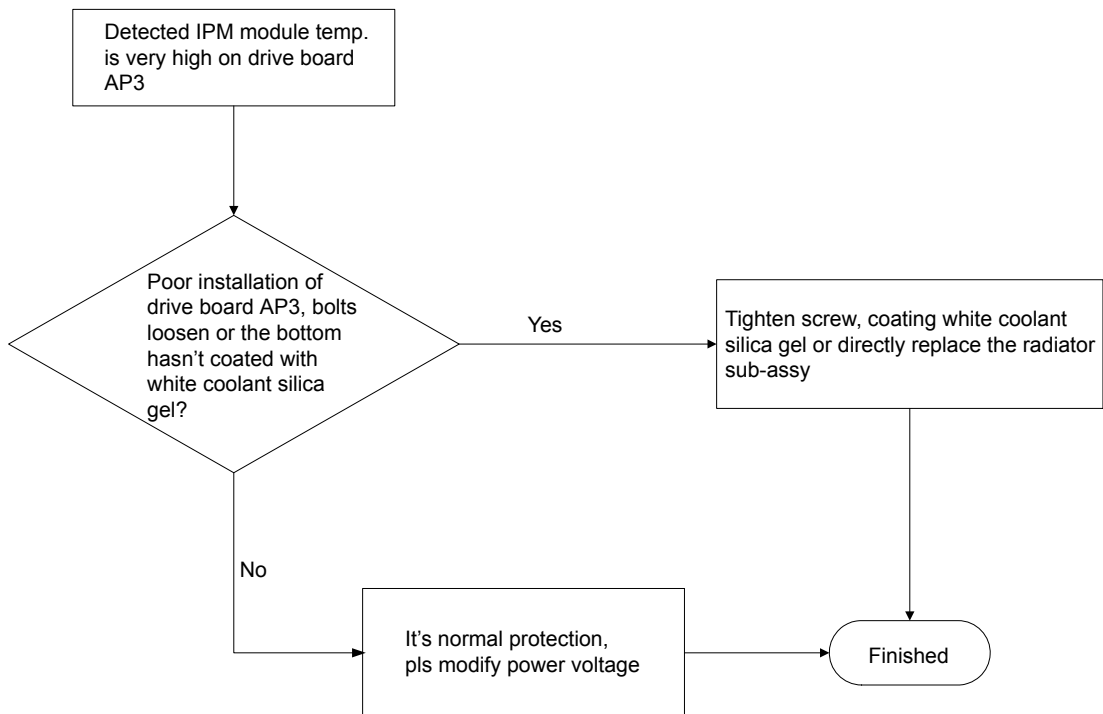 Detected IPM module temp.
is very high on drive board
AP3
Poor installation of
drive board AP3, bolts
loosen or the bottom
hasn’t coated with
white coolant silica
gel?
Yes
Tighten screw, coating white coolant
silica gel or directly replace the radiator
sub-assy
No
It’s normal protection,
pls modify power voltage
Finished